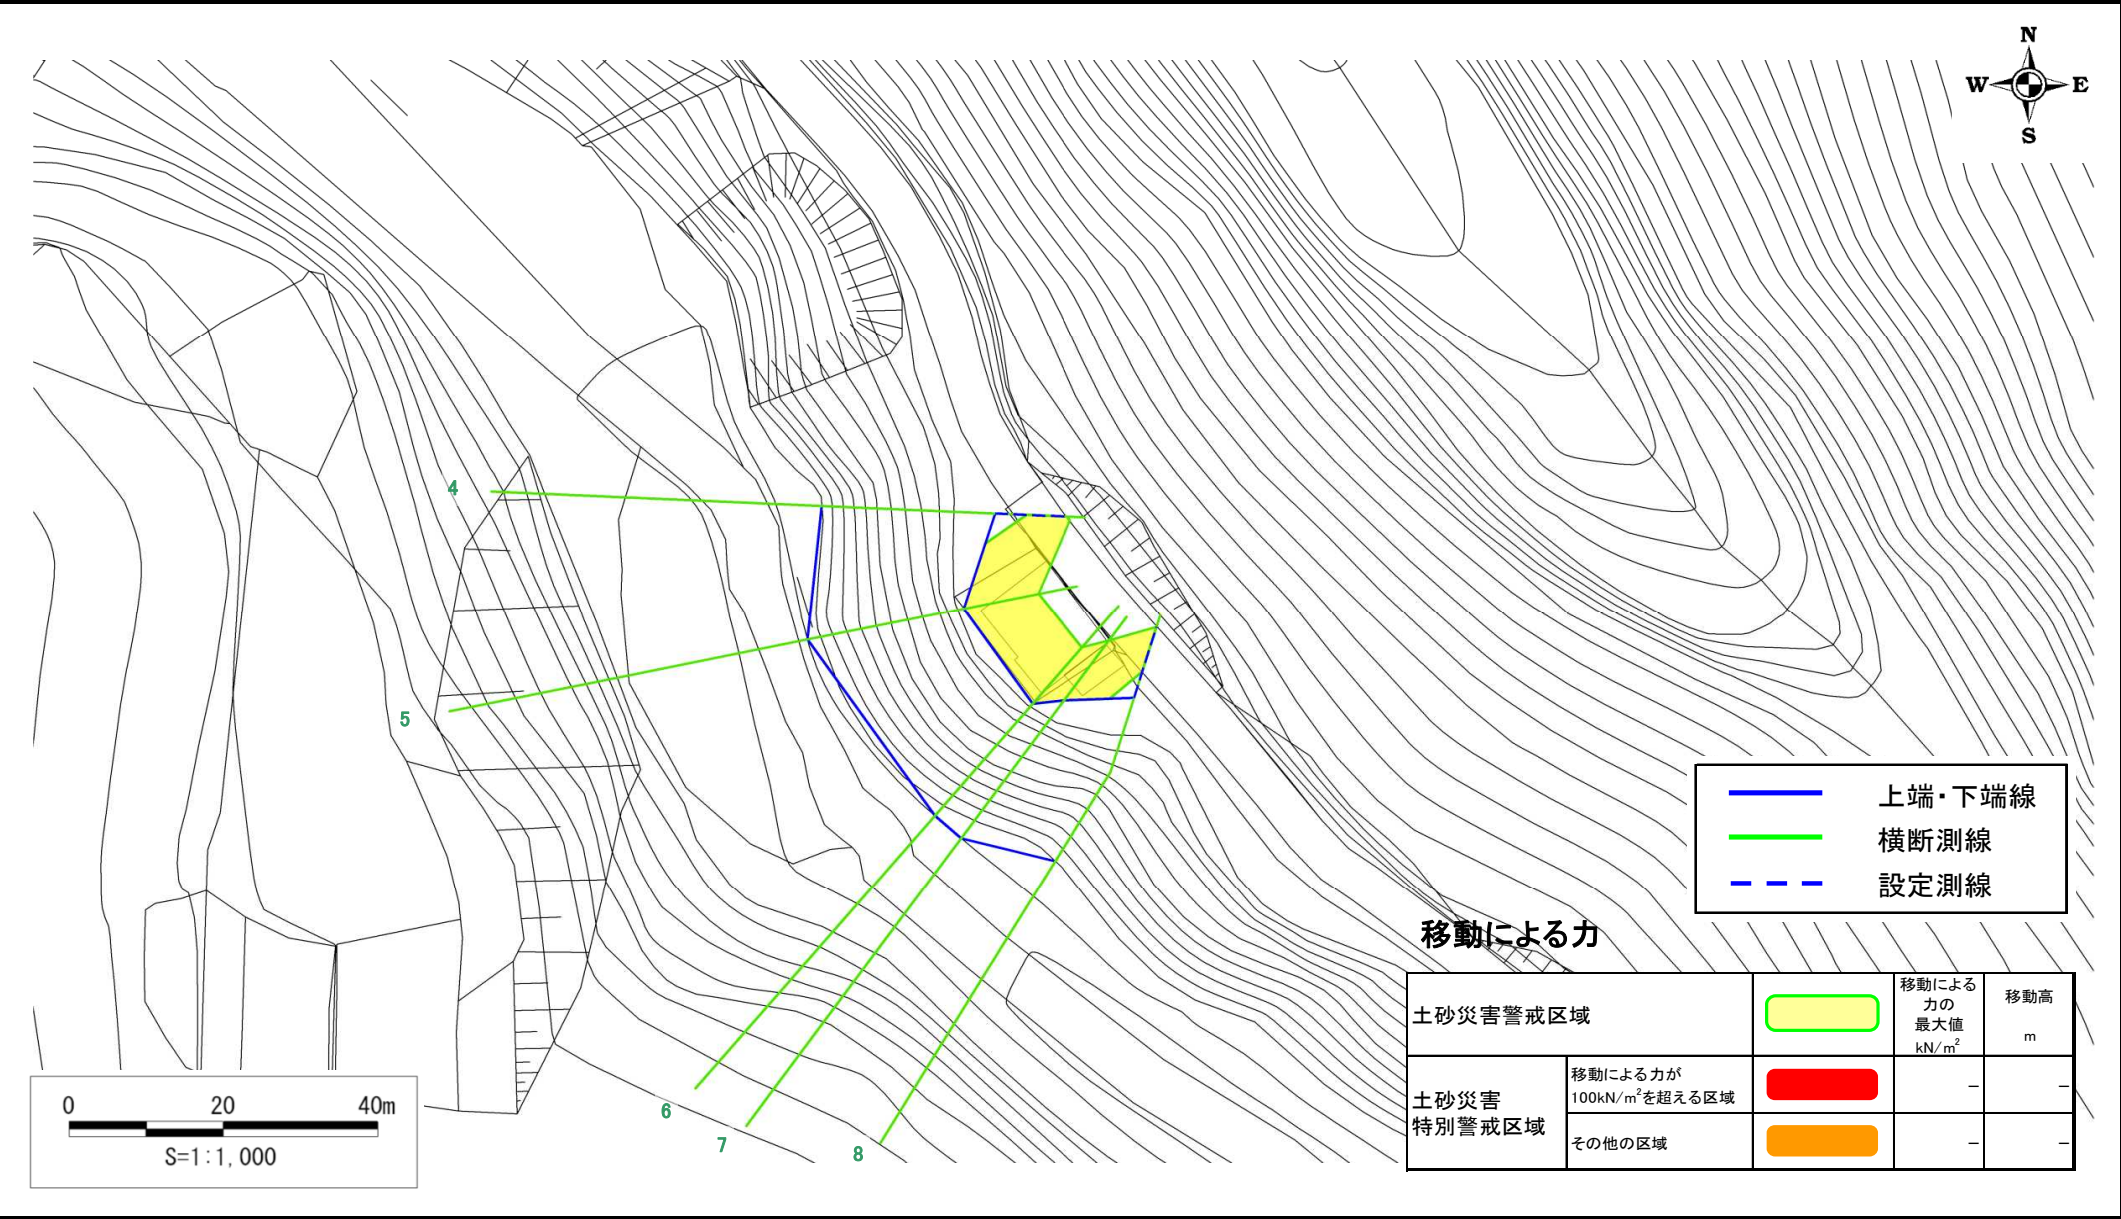 N
W E
S
4
5
6
7
8
上端・下端線
横断測線
設定測線
移動による力
土砂災害警戒区域
移動による
力の
最大値
kN/m²
移動高
m
土砂災害
特別警戒区域
移動による力が
100kN/m²を超える区域
− −
その他の区域
− −
0 20 40m
S=1:1,000